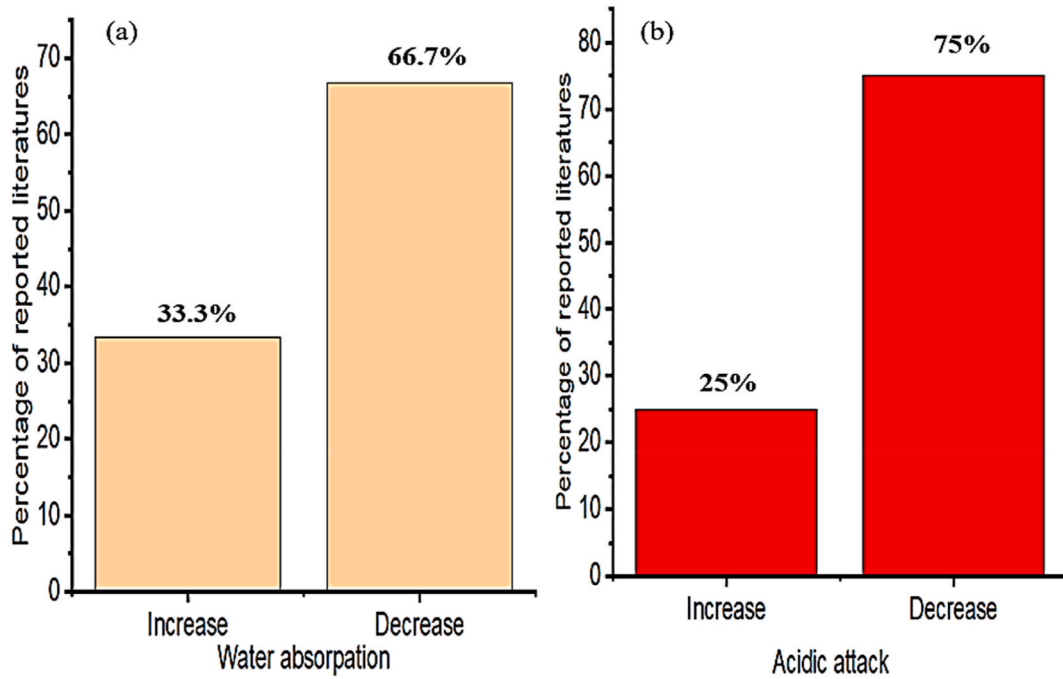 (a)
Percentage of reported literatures
70
60
50
40
30
20
10
0
33.3%
66.7%
Increase
Decrease
Water absorpation
(b)
Percentage of reported literatures
80
70
60
50
40
30
20
10
0
25%
75%
Increase
Decrease
Acidic attack